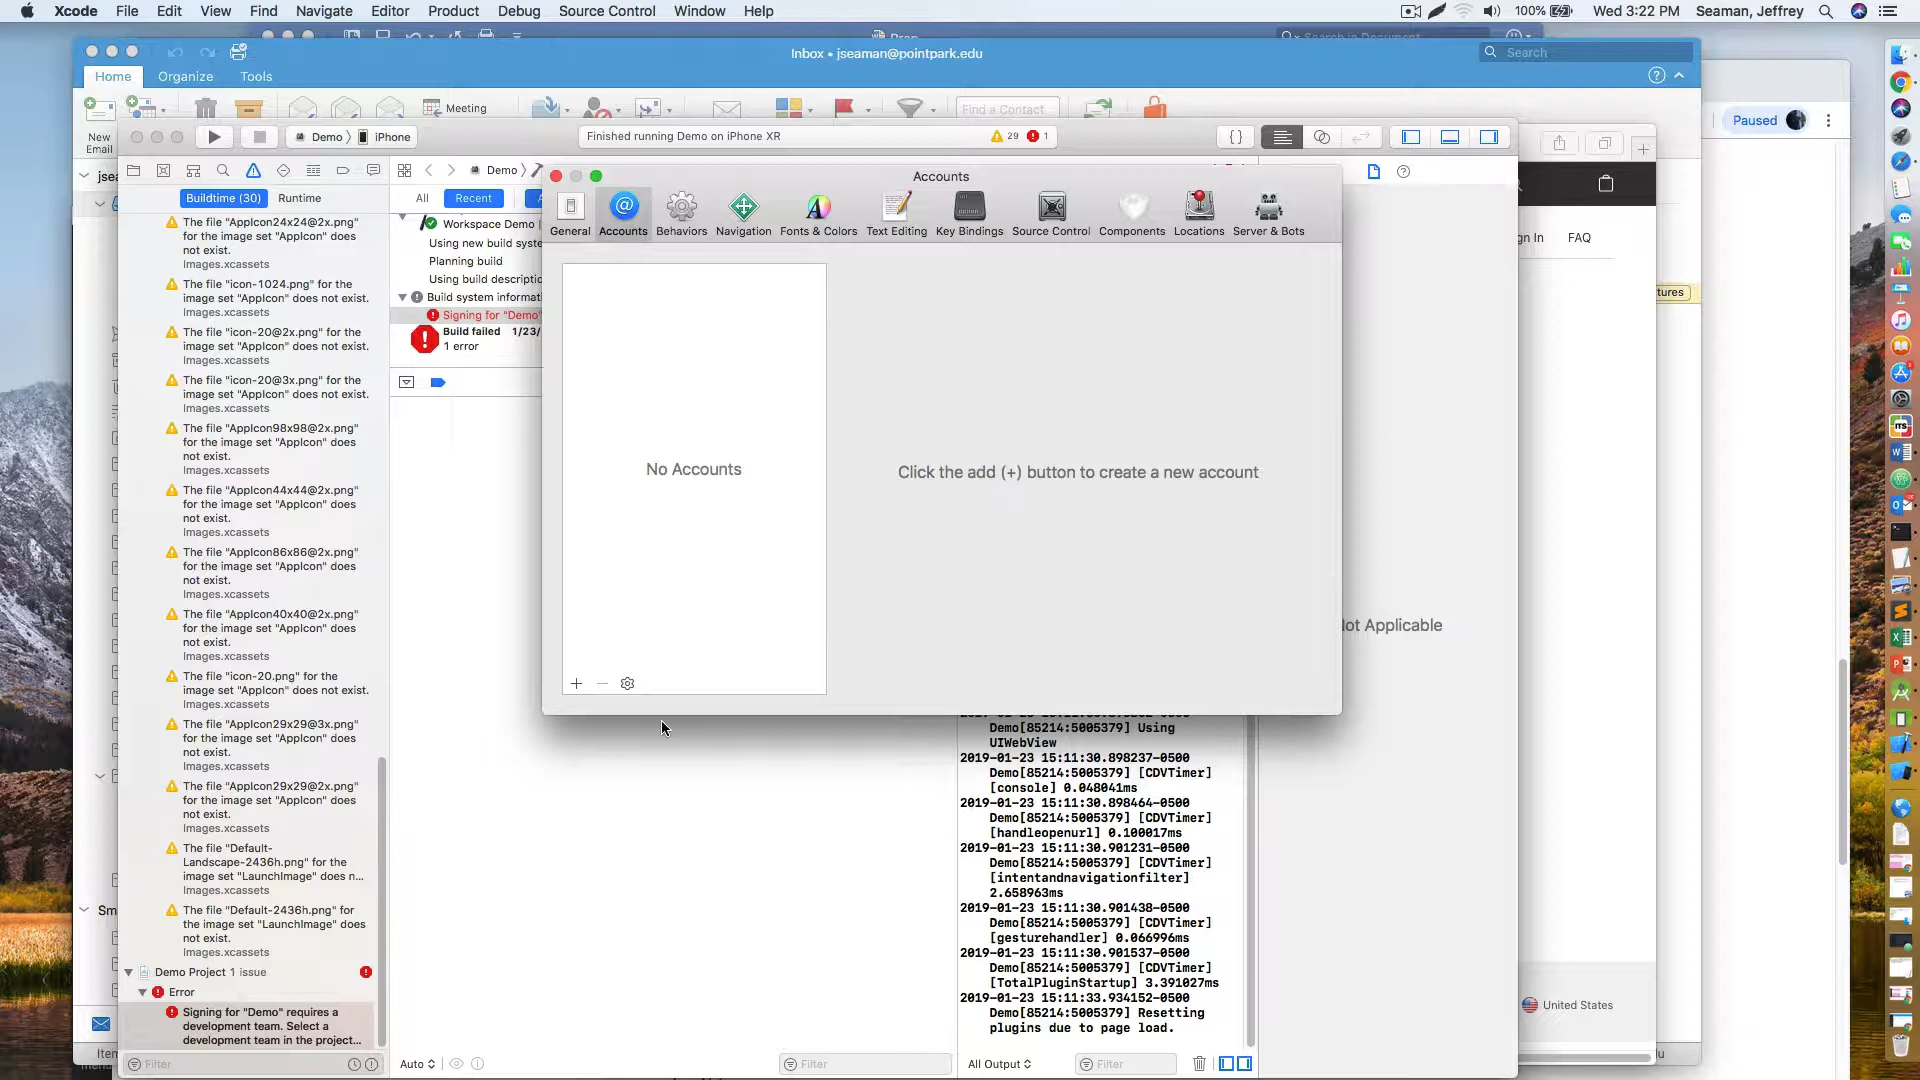 Xcode File Edit View Find Navigate Editor Product Debug Source Control Window Help
100% Wed 3:22 PM Seaman, Jeffrey
Search in Document
Inbox • jseaman@pointpark.edu
Search
Home Organize Tools
Meeting
Find a Contact
New
Email
Paused
Demo iPhone
Finished running Demo on iPhone XR
29 1
Demo
Buildtime (30) Runtime
All Recent
Accounts
General Accounts Behaviors Navigation Fonts & Colors Text Editing Key Bindings Source Control Components Locations Server & Bots
No Accounts
Click the add (+) button to create a new account
The file "AppIcon24x24@2x.png"
for the image set "AppIcon" does
not exist.
Images.xcassets
The file "icon-1024.png" for the
image set "AppIcon" does not exist.
Images.xcassets
The file "icon-20@2x.png" for the
image set "AppIcon" does not exist.
Images.xcassets
The file "icon-20@3x.png" for the
image set "AppIcon" does not exist.
Images.xcassets
The file "AppIcon98x98@2x.png"
for the image set "AppIcon" does
not exist.
Images.xcassets
The file "AppIcon44x44@2x.png"
for the image set "AppIcon" does
not exist.
Images.xcassets
The file "AppIcon86x86@2x.png"
for the image set "AppIcon" does
not exist.
Images.xcassets
The file "AppIcon40x40@2x.png"
for the image set "AppIcon" does
not exist.
Images.xcassets
The file "icon-20.png" for the
image set "AppIcon" does not exist.
Images.xcassets
The file "AppIcon29x29@3x.png"
for the image set "AppIcon" does
not exist.
Images.xcassets
The file "AppIcon29x29@2x.png"
for the image set "AppIcon" does
not exist.
Images.xcassets
The file "Default-
Landscape-2436h.png" for the
image set "LaunchImage" does n...
Images.xcassets
The file "Default-2436h.png" for
the image set "LaunchImage" does
not exist.
Images.xcassets
Demo Project 1 issue
Error
Signing for "Demo" requires a
development team. Select a
development team in the project...
Filter
Workspace Demo
Using new build syste
Planning build
Using build descriptio
Build system informati
Signing for "Demo"
Build failed 1/23/
1 error
Auto
Filter
Demo[85214:5005379] Using
UIWebView
2019-01-23 15:11:30.898237-0500
Demo[85214:5005379] [CDVTimer]
[console] 0.048041ms
2019-01-23 15:11:30.898464-0500
Demo[85214:5005379] [CDVTimer]
[handleopenurl] 0.100017ms
2019-01-23 15:11:30.901231-0500
Demo[85214:5005379] [CDVTimer]
[intentandnavigationfilter]
2.658963ms
2019-01-23 15:11:30.901438-0500
Demo[85214:5005379] [CDVTimer]
[gesturehandler] 0.066996ms
2019-01-23 15:11:30.901537-0500
Demo[85214:5005379] [CDVTimer]
[TotalPluginStartup] 3.391027ms
2019-01-23 15:11:33.934152-0500
Demo[85214:5005379] Resetting
plugins due to page load.
All Output
Filter
Not Applicable
gn In FAQ
tures
United States
jsea
Sm
Item